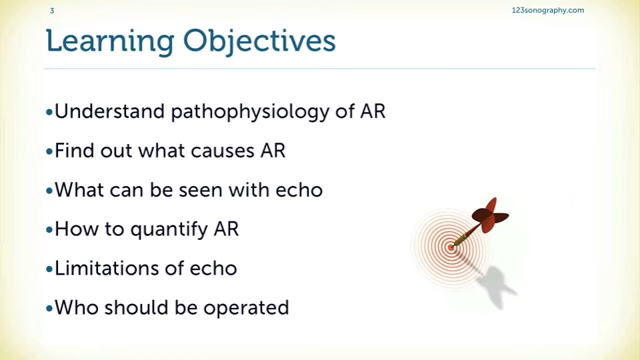 3
123sonography.com
Learning Objectives
•Understand pathophysiology of AR
•Find out what causes AR
•What can be seen with echo
•How to quantify AR
•Limitations of echo
•Who should be operated